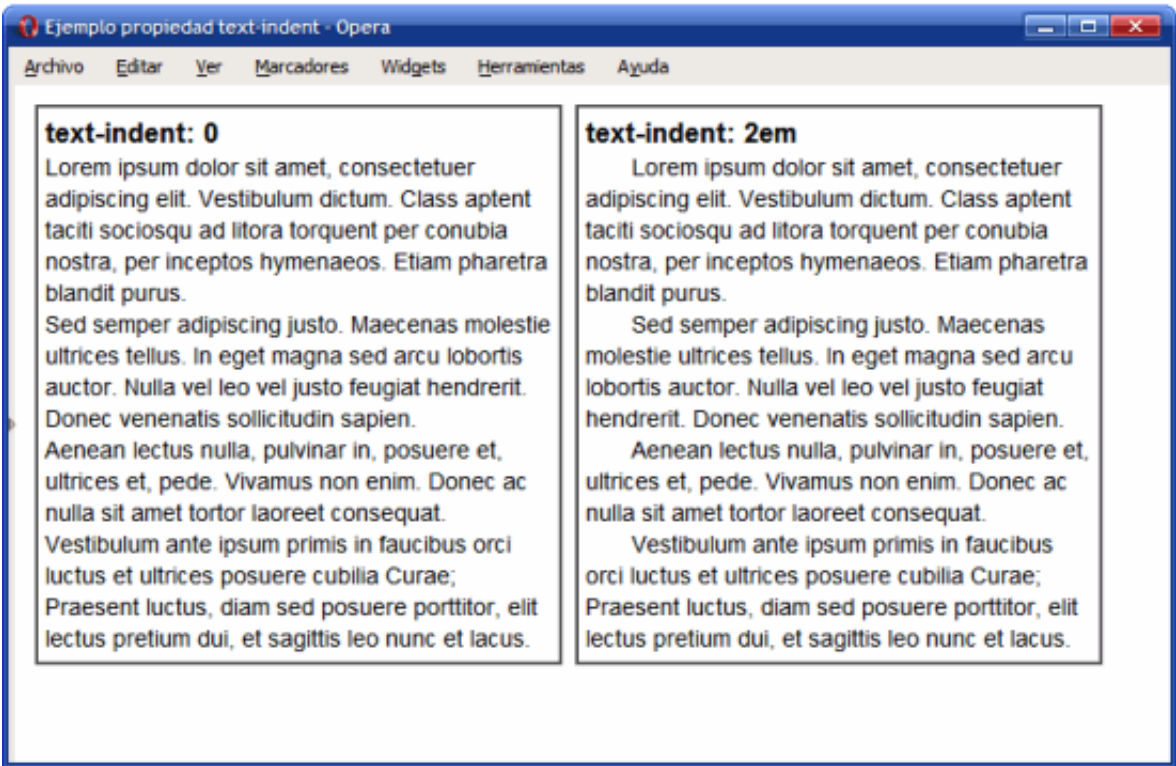 Ejemplo propiedad text-indent - Opera
Archivo Editar Ver Marcadores Widgets Herramientas Ayuda
text-indent: 0
Lorem ipsum dolor sit amet, consectetuer
adipiscing elit. Vestibulum dictum. Class aptent
taciti sociosqu ad litora torquent per conubia
nostra, per inceptos hymenaeos. Etiam pharetra
blandit purus.
Sed semper adipiscing justo. Maecenas molestie
ultrices tellus. In eget magna sed arcu lobortis
auctor. Nulla vel leo vel justo feugiat hendrerit.
Donec venenatis sollicitudin sapien.
Aenean lectus nulla, pulvinar in, posuere et,
ultrices et, pede. Vivamus non enim. Donec ac
nulla sit amet tortor laoreet consequat.
Vestibulum ante ipsum primis in faucibus orci
luctus et ultrices posuere cubilia Curae;
Praesent luctus, diam sed posuere porttitor, elit
lectus pretium dui, et sagittis leo nunc et lacus.
text-indent: 2em
Lorem ipsum dolor sit amet, consectetuer
adipiscing elit. Vestibulum dictum. Class aptent
taciti sociosqu ad litora torquent per conubia
nostra, per inceptos hymenaeos. Etiam pharetra
blandit purus.
Sed semper adipiscing justo. Maecenas
molestie ultrices tellus. In eget magna sed arcu
lobortis auctor. Nulla vel leo vel justo feugiat
hendrerit. Donec venenatis sollicitudin sapien.
Aenean lectus nulla, pulvinar in, posuere et,
ultrices et, pede. Vivamus non enim. Donec ac
nulla sit amet tortor laoreet consequat.
Vestibulum ante ipsum primis in faucibus
orci luctus et ultrices posuere cubilia Curae;
Praesent luctus, diam sed posuere porttitor, elit
lectus pretium dui, et sagittis leo nunc et lacus.